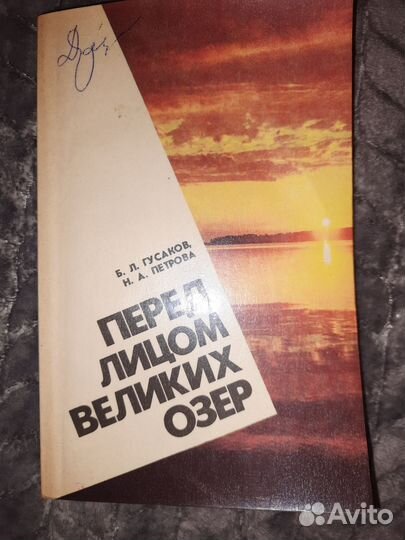 Б. Л. ГУСАКОВ,
Н. А. ПЕТРОВА
ПЕРЕД
ЛИЦОМ
ВЕЛИКИХ
ОЗЕР
Avito